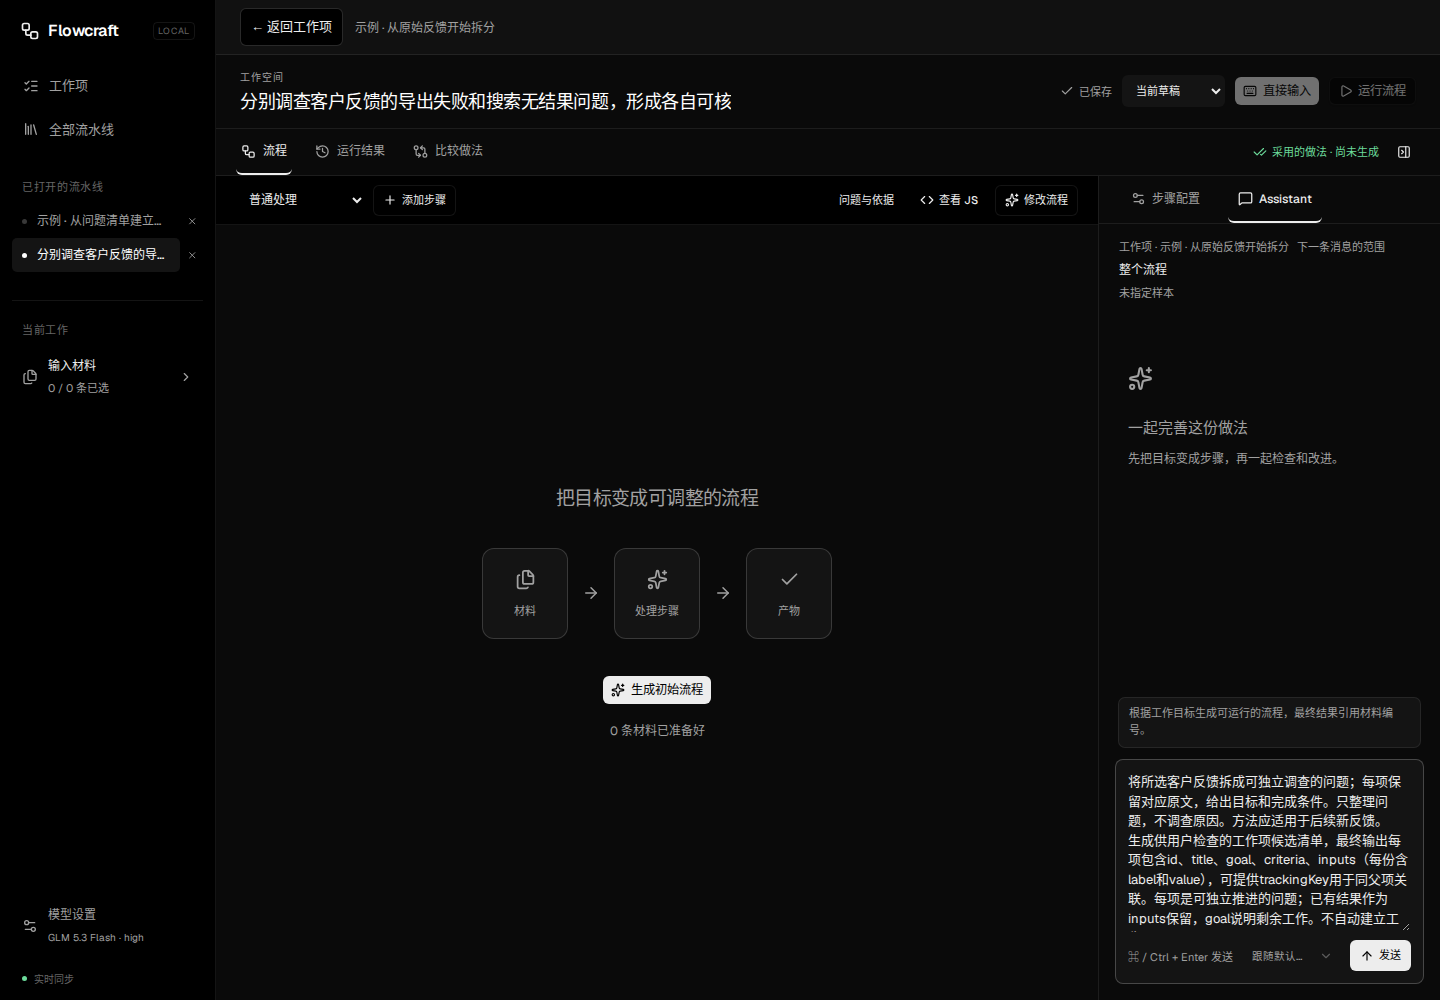 Flowcraft
LOCAL
工作项
全部流水线
已打开的流水线
示例 · 从问题清单建立...
分别调查客户反馈的导...
当前工作
输入材料
0 / 0 条已选
模型设置
GLM 5.3 Flash · high
实时同步
← 返回工作项
示例 · 从原始反馈开始拆分
工作空间
分别调查客户反馈的导出失败和搜索无结果问题，形成各自可核
已保存
当前草稿
直接输入
运行流程
流程
运行结果
比较做法
采用的做法 · 尚未生成
普通处理
添加步骤
问题与依据
查看 JS
修改流程
把目标变成可调整的流程
材料
处理步骤
产物
生成初始流程
0 条材料已准备好
步骤配置
Assistant
工作项 · 示例 · 从原始反馈开始拆分 下一条消息的范围
整个流程
未指定样本
一起完善这份做法
先把目标变成步骤，再一起检查和改进。
根据工作目标生成可运行的流程，最终结果引用材料编
号。
将所选客户反馈拆成可独立调查的问题；每项保
留对应原文，给出目标和完成条件。只整理问
题，不调查原因。方法应适用于后续新反馈。
生成供用户检查的工作项候选清单，最终输出每
项包含id、title、goal、criteria、inputs（每份含
label和value），可提供trackingKey用于同父项关
联。每项是可独立推进的问题；已有结果作为
inputs保留，goal说明剩余工作。不自动建立工
⌘ / Ctrl + Enter 发送
跟随默认...
发送